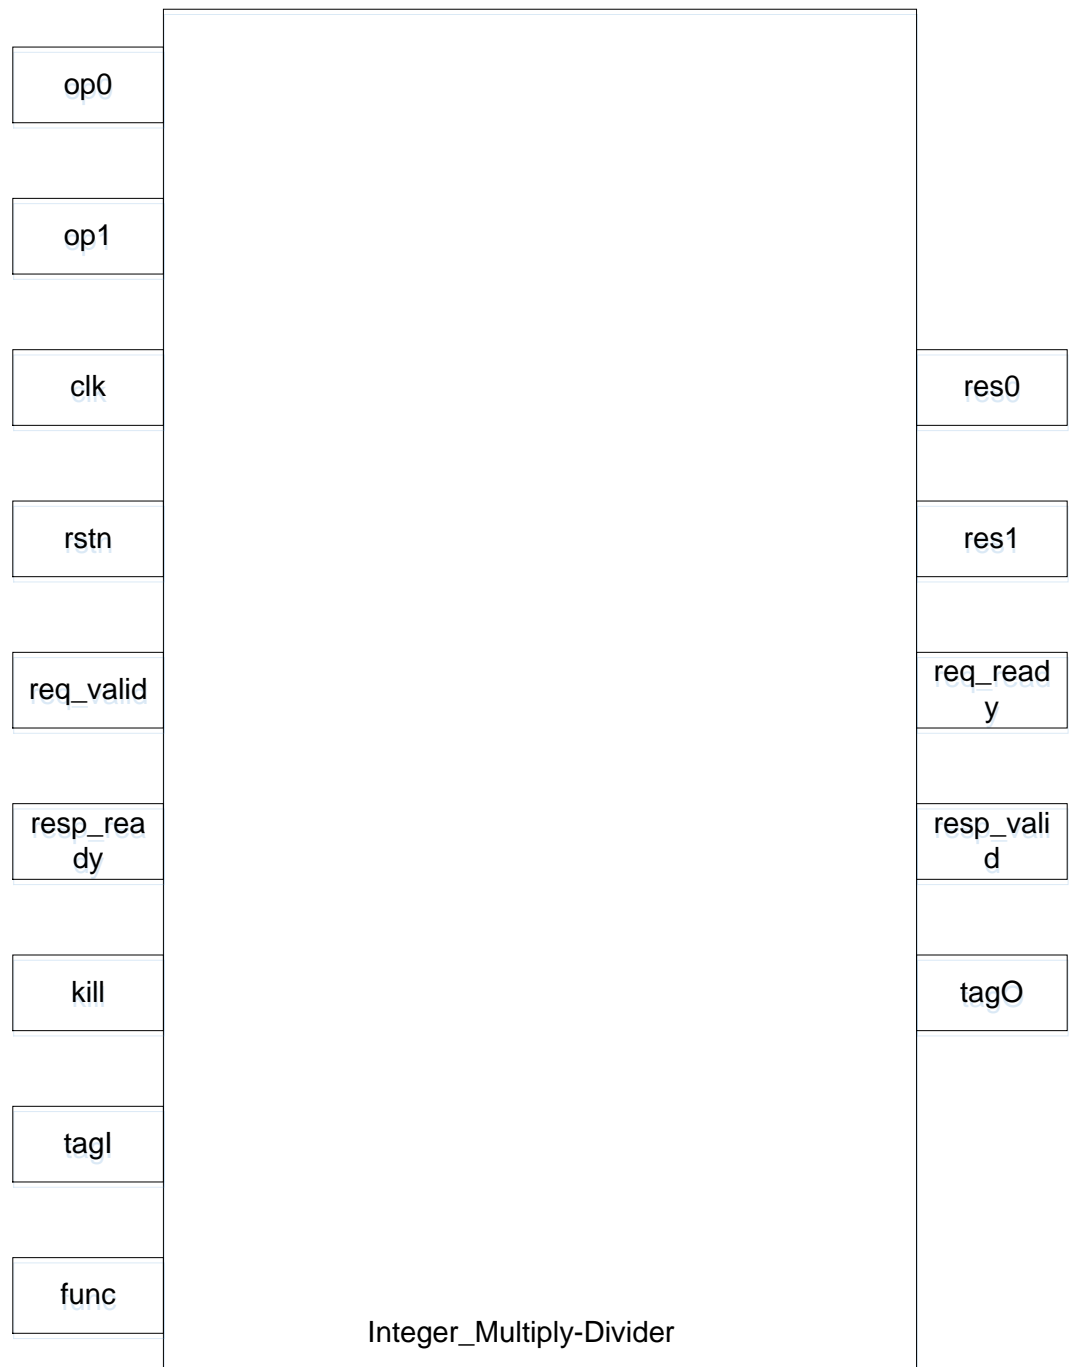 op0
op1
clk
res0
rstn
res1
req_valid
req_read
y
resp_rea
dy
resp_vali
d
kill
tagO
tagI
func
Integer_Multiply-Divider